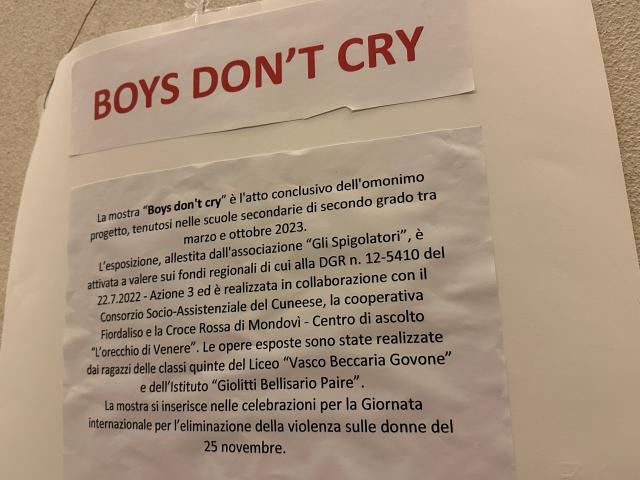 BOYS DON'T CRY
La mostra "Boys don't cry" è l'atto conclusivo dell'omonimo
progetto, tenutosi nelle scuole secondarie di secondo grado tra
marzo e ottobre 2023.
L'esposizione, allestita dall'associazione "Gli Spigolatori", è
attivata a valere sui fondi regionali di cui alla DGR n. 12-5410 del
22.7.2022 - Azione 3 ed è realizzata in collaborazione con il
Consorzio Socio-Assistenziale del Cuneese, la cooperativa
Fiordaliso e la Croce Rossa di Mondovì - Centro di ascolto
"L'orecchio di Venere". Le opere esposte sono state realizzate
dai ragazzi delle classi quinte del Liceo "Vasco Beccaria Govone"
e dell'Istituto "Giolitti Bellisario Paire".
La mostra si inserisce nelle celebrazioni per la Giornata
internazionale per l'eliminazione della violenza sulle donne del
25 novembre.